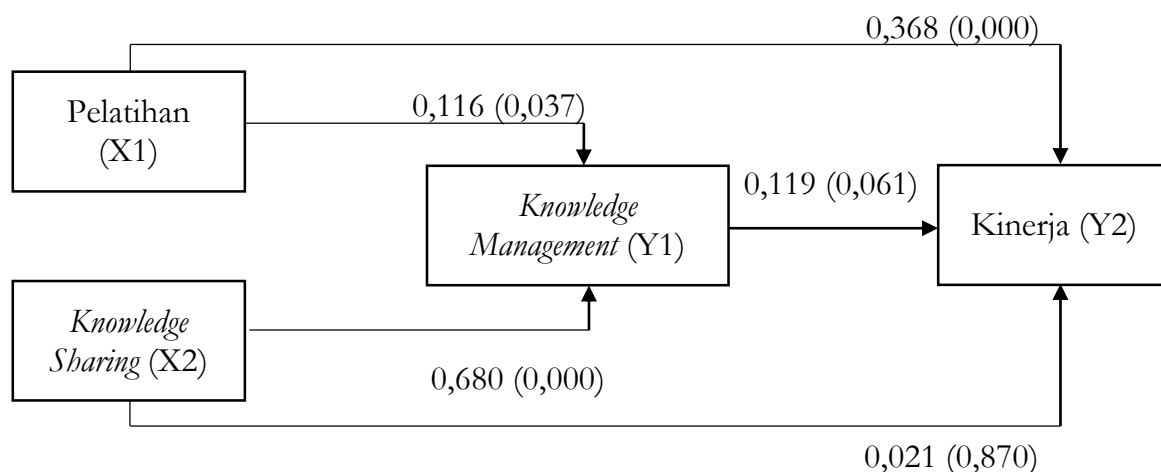 0,368 (0,000)
Pelatihan
(X1)
0,116 (0,037)
Knowledge
Management (Y1)
0,119 (0,061)
Kinerja (Y2)
Knowledge
Sharing (X2)
0,680 (0,000)
0,021 (0,870)